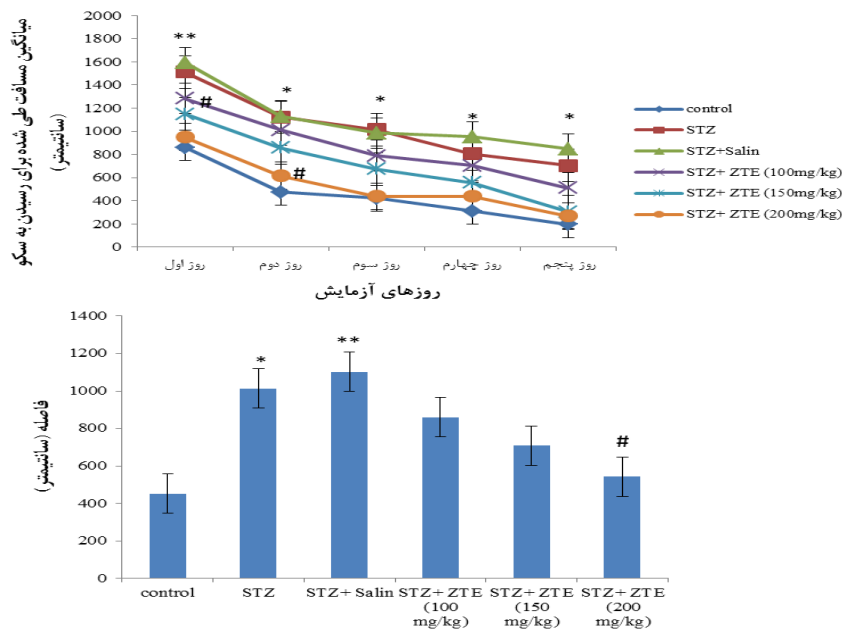 میانگین مسافت طی شده برای رسیدن به سکو
(سانتیمتر)
2000
1800
1600
1400
1200
1000
800
600
400
200
0
**
*
*
*
*
#
#
روز اول
روز دوم
روز سوم
روز چهارم
روز پنجم
روزهای آزمایش
control
STZ
STZ+Salin
STZ+ ZTE (100mg/kg)
STZ+ ZTE (150mg/kg)
STZ+ ZTE (200mg/kg)
فاصله (سانتیمتر)
1400
1200
1000
800
600
400
200
0
*
**
#
control
STZ
STZ+ Salin
STZ+ ZTE
(100
mg/kg)
STZ+ ZTE
(150
mg/kg)
STZ+ ZTE
(200
mg/kg)